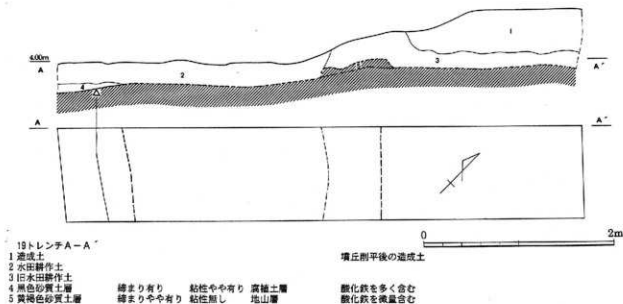 1
4.00m
A A´
3
2
4
A A´
0 2m
19トレンチA－A´
1 造成土 墳丘削平後の造成土
2 水田耕作土
3 旧水田耕作土
4 黒色砂質土層 締まり有り 粘性やや有り 腐植土層 酸化鉄を多く含む
5 黄褐色砂質土層 締まりやや有り 粘性無し 地山層 酸化鉄を微量含む